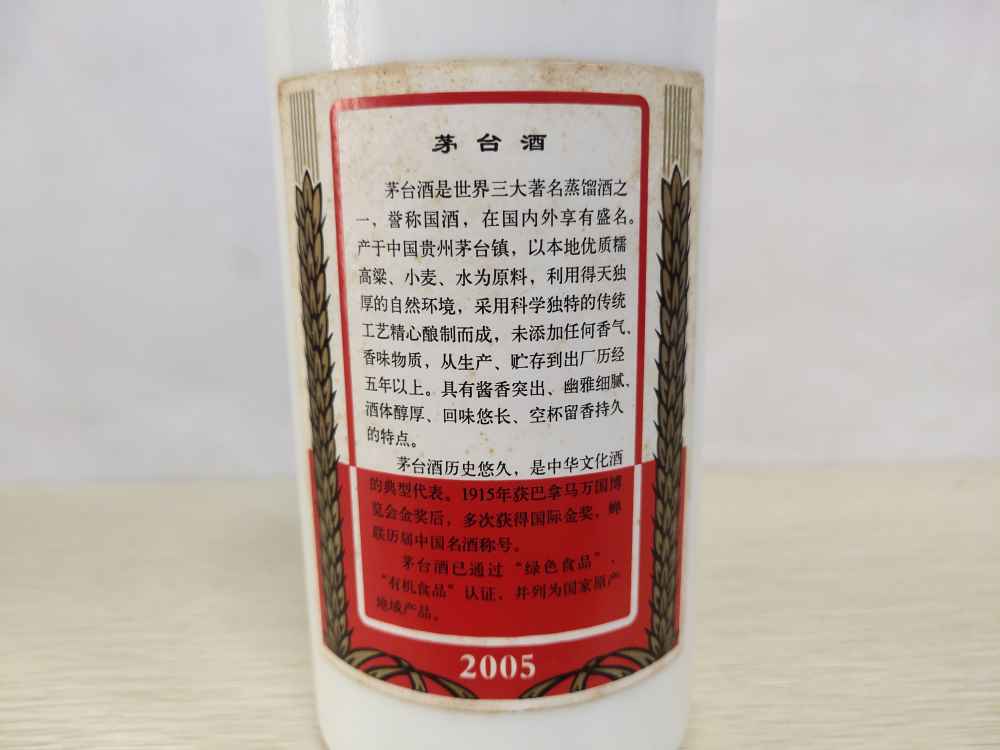 茅台酒
茅台酒是世界三大著名蒸馏酒之
一，誉称国酒，在国内外享有盛名。
产于中国贵州茅台镇，以本地优质糯
高粱、小麦、水为原料，利用得天独
厚的自然环境，采用科学独特的传统
工艺精心酿制而成，未添加任何香气、
香味物质，从生产、贮存到出厂历经
五年以上。具有酱香突出、幽雅细腻、
酒体醇厚、回味悠长、空杯留香持久
的特点。
茅台酒历史悠久，是中华文化酒
的典型代表。1915年获巴拿马万国博
览会金奖后，多次获得国际金奖，蝉
联历届中国名酒称号。
茅台酒已通过“绿色食品”、
“有机食品”认证，并列为国家原产
地域产品。
2005